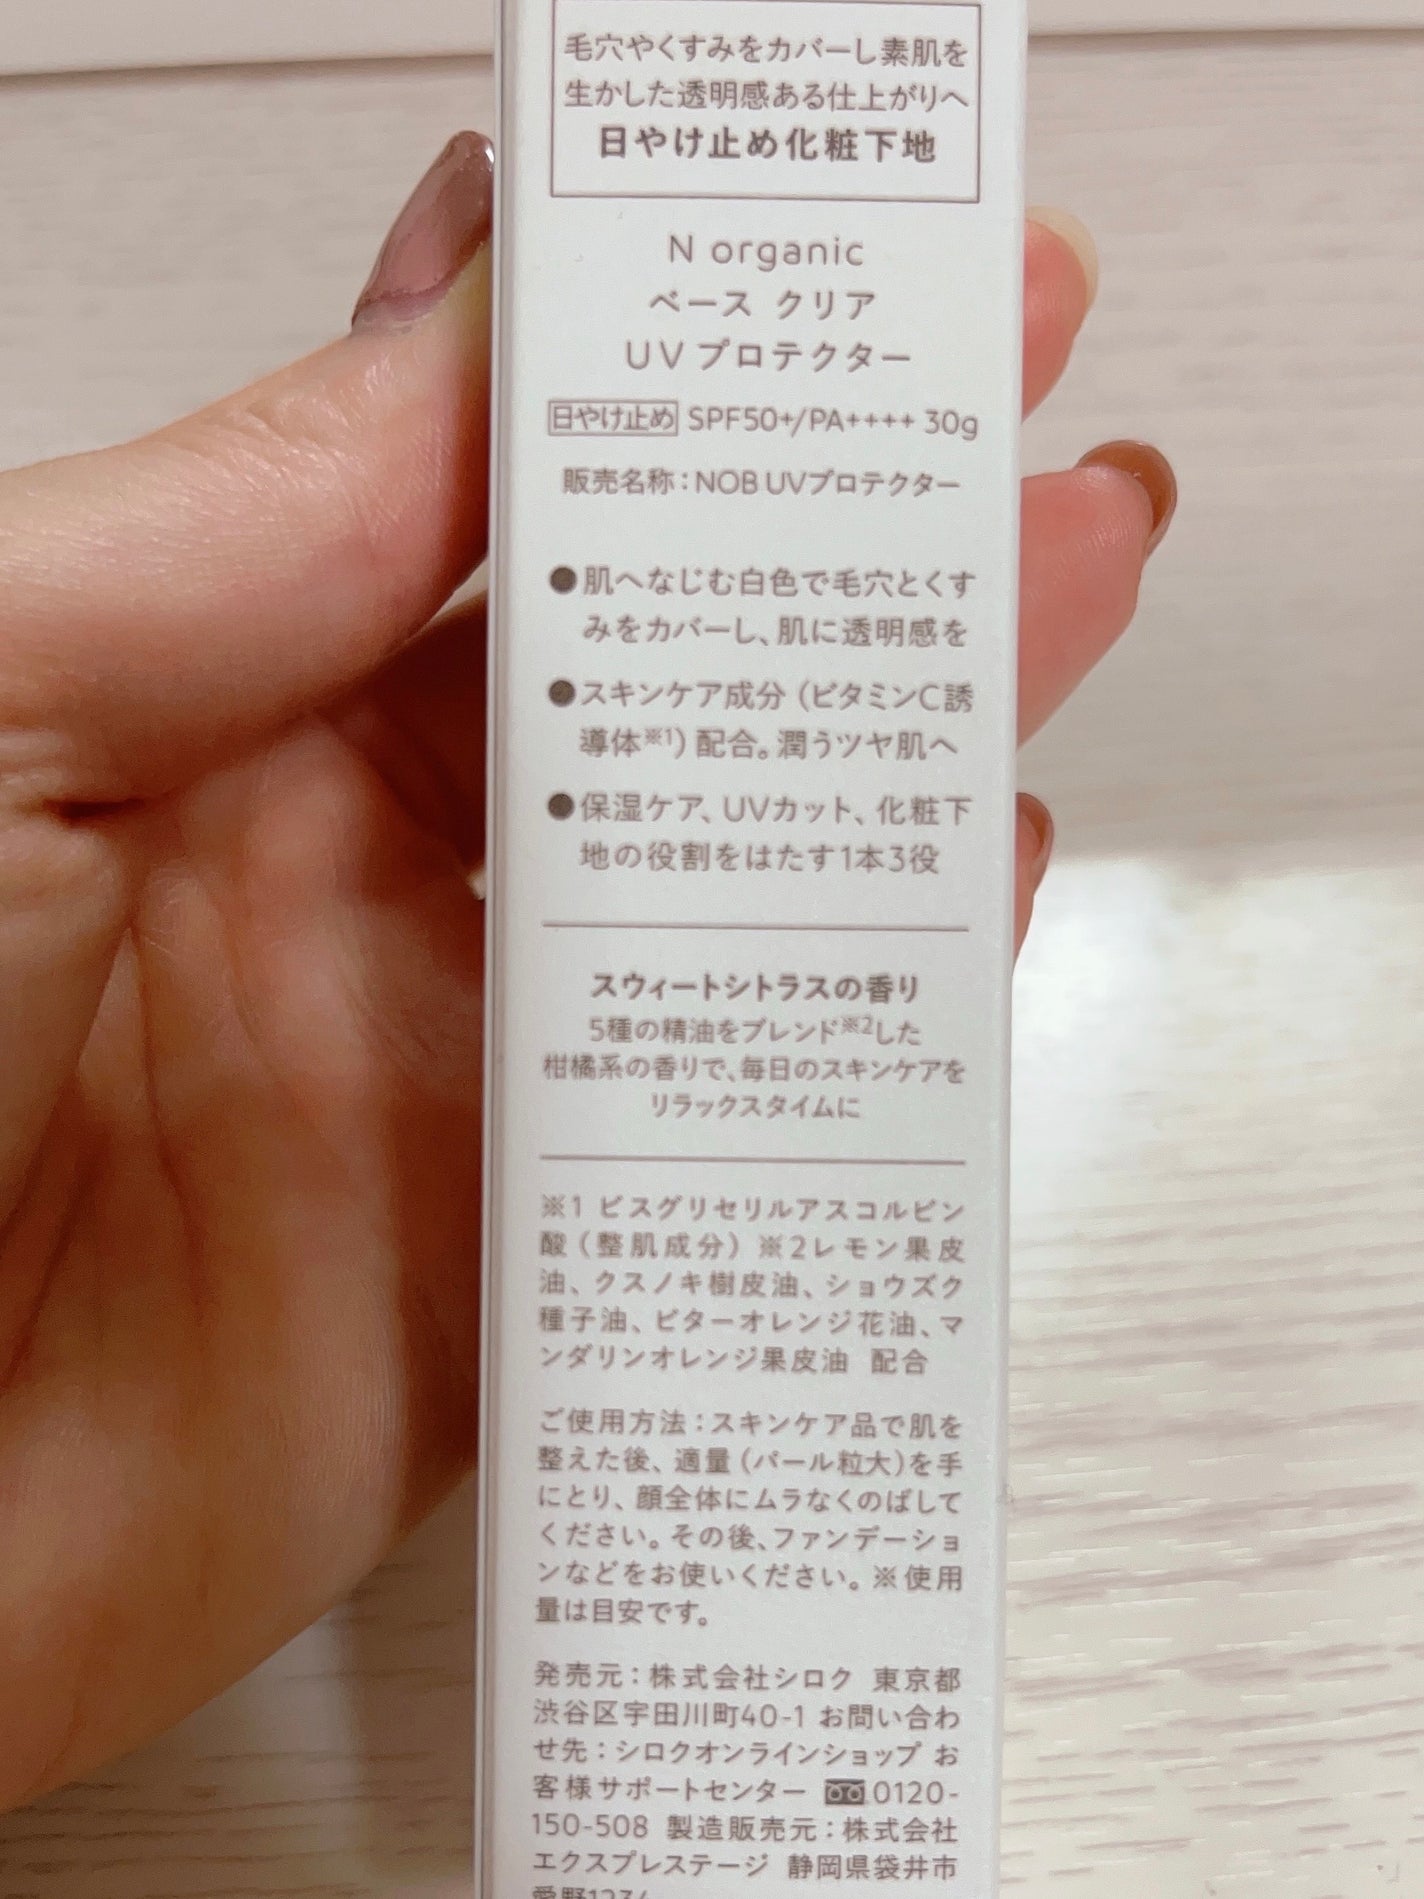 毛穴やくすみをカバーし素肌を
生かした透明感ある仕上がりへ
日やけ止め化粧下地
N organic
ベース クリア
UVプロテクター
日やけ止め SPF50+/PA++++ 30g
販売名称：NOB UVプロテクター
●肌へなじむ白色で毛穴とくす
みをカバーし、肌に透明感を
●スキンケア成分（ビタミンC誘
導体※1）配合。潤うツヤ肌へ
●保湿ケア、UVカット、化粧下
地の役割をはたす1本3役
スウィートシトラスの香り
5種の精油をブレンド※2した
柑橘系の香りで、毎日のスキンケアを
リラックスタイムに
※1 ビスグリセリルアスコルビン
酸（整肌成分）※2レモン果皮
油、クスノキ樹皮油、ショウズク
種子油、ビターオレンジ花油、マ
ンダリンオレンジ果皮油 配合
ご使用方法：スキンケア品で肌を
整えた後、適量（パール粒大）を手
にとり、顔全体にムラなくのばして
ください。その後、ファンデーショ
ンなどをお使いください。※使用
量は目安です。
発売元：株式会社シロク 東京都
渋谷区宇田川町40-1 お問い合わ
せ先：シロクオンラインショップ お
客様サポートセンター 0120-
150-508 製造販売元：株式会社
エクスプレステージ 静岡県袋井市
愛野1234